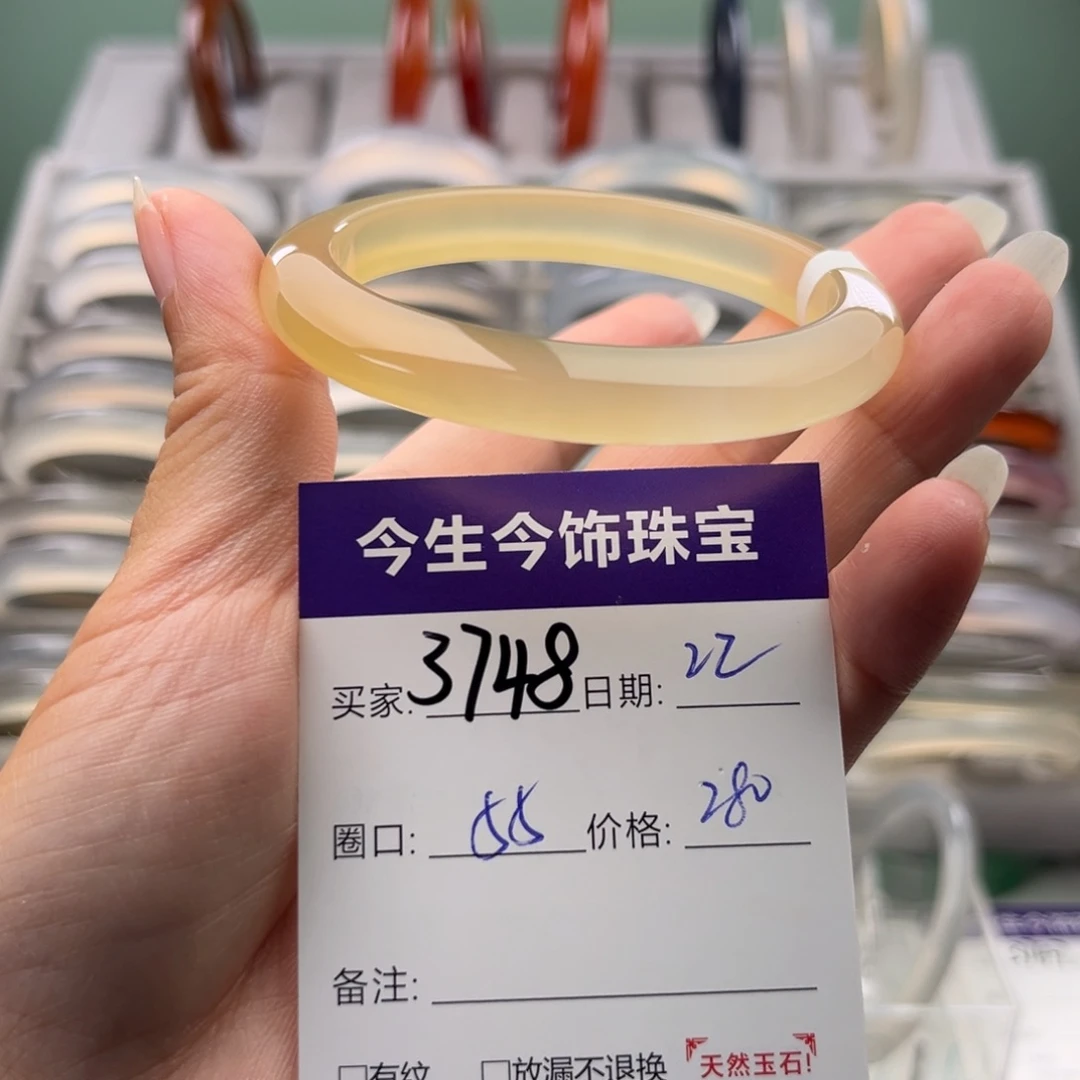 今生今饰珠宝
买家: 3748 日期: 22
圈口: 55 价格: 280
备注:
□有纹 □放漏不退换 天然玉石!